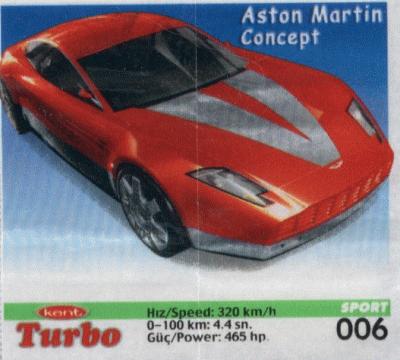 Aston Martin
Concept
kent
Turbo
Hız/Speed: 320 km/h
0-100 km: 4.4 sn.
Güç/Power: 465 hp.
SPORT
006